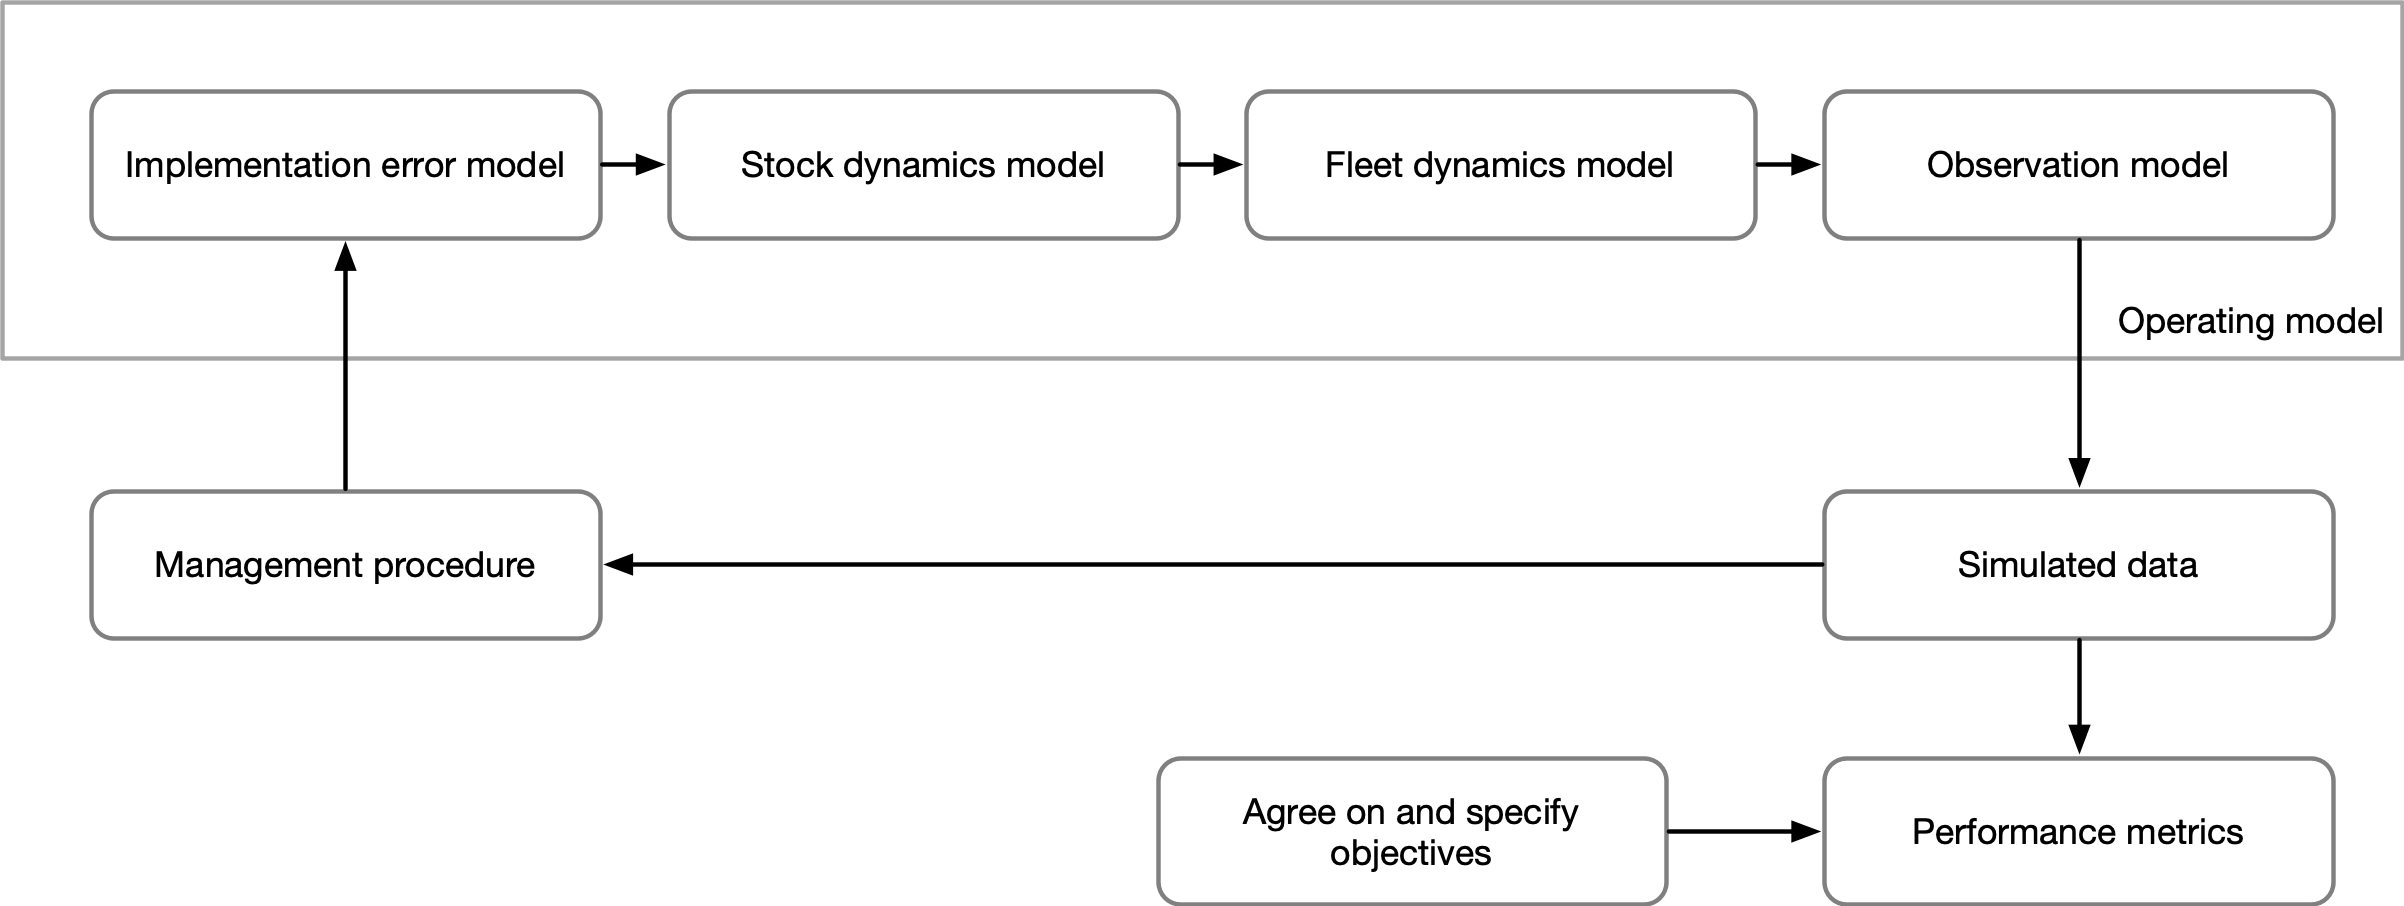 Implementation error model
Stock dynamics model
Fleet dynamics model
Observation model
Operating model
Management procedure
Simulated data
Agree on and specify
objectives
Performance metrics